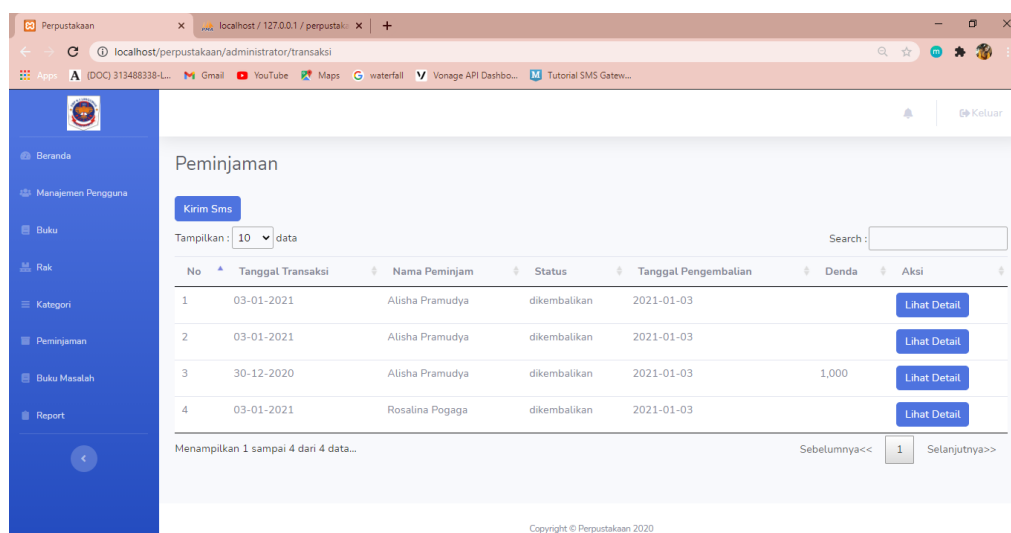 Perpustakaan
localhost / 127.0.0.1 / perpustaka
localhost/perpustakaan/administrator/transaksi
Apps (DOC) 313488338-L... Gmail YouTube Maps waterfall Vonage API Dashbo... Tutorial SMS Gatew...
Keluar
Beranda
Manajemen Pengguna
Buku
Rak
Kategori
Peminjaman
Buku Masalah
Report
Peminjaman
Kirim Sms
Tampilkan : 10 data Search :
No Tanggal Transaksi Nama Peminjam Status Tanggal Pengembalian Denda Aksi
1 03-01-2021 Alisha Pramudya dikembalikan 2021-01-03 Lihat Detail
2 03-01-2021 Alisha Pramudya dikembalikan 2021-01-03 Lihat Detail
3 30-12-2020 Alisha Pramudya dikembalikan 2021-01-03 1,000 Lihat Detail
4 03-01-2021 Rosalina Pogaga dikembalikan 2021-01-03 Lihat Detail
Menampilkan 1 sampai 4 dari 4 data... Sebelumnya<< 1 Selanjutnya>>
Copyright © Perpustakaan 2020